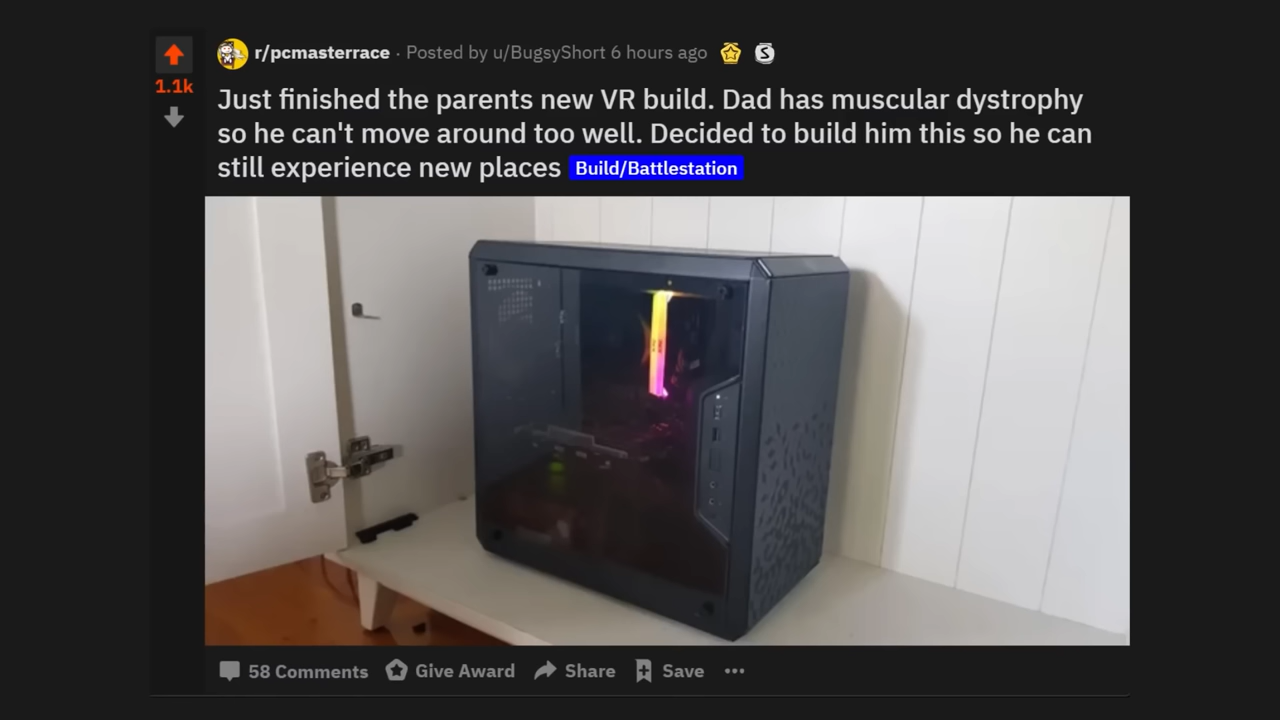 r/pcmasterrace · Posted by u/BugsyShort 6 hours ago
1.1k
Just finished the parents new VR build. Dad has muscular dystrophy
so he can't move around too well. Decided to build him this so he can
still experience new places Build/Battlestation
58 Comments Give Award Share Save